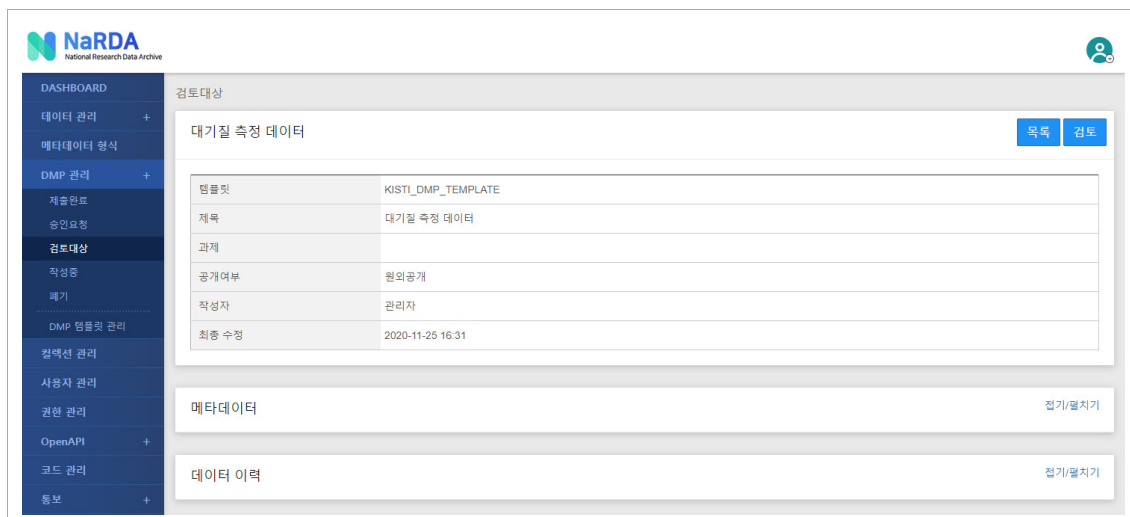 NaRDA
National Research Data Archive
DASHBOARD
데이터 관리 +
메타데이터 형식
DMP 관리 +
제출완료
승인요청
검토대상
작성중
폐기
DMP 템플릿 관리
컬렉션 관리
사용자 관리
권한 관리
OpenAPI +
코드 관리
통보 +
검토대상
대기질 측정 데이터
목록 검토
템플릿 KISTI_DMP_TEMPLATE
제목 대기질 측정 데이터
과제
공개여부 원외공개
작성자 관리자
최종 수정 2020-11-25 16:31
메타데이터 접기/펼치기
데이터 이력 접기/펼치기